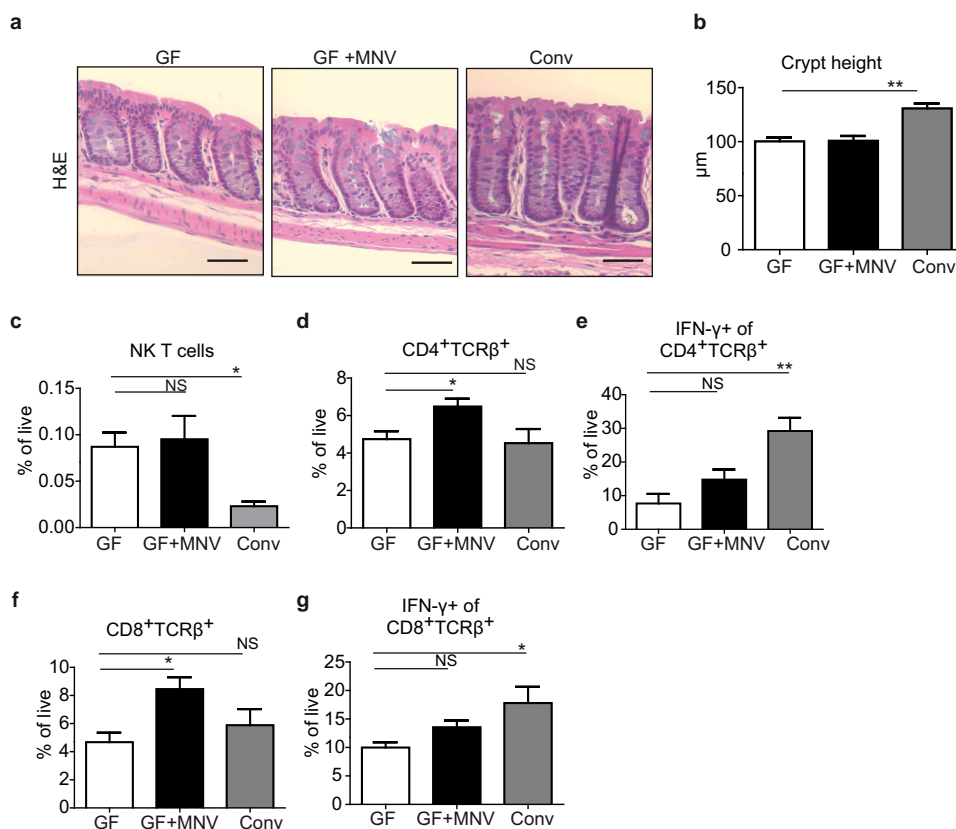 a
GF
GF +MNV
Conv
H&E
b
Crypt height
**
150
100
50
0
µm
GF
GF+MNV
Conv
c
NK T cells
*
NS
0.15
0.10
0.05
0.00
% of live
GF
GF+MNV
Conv
d
CD4⁺TCRβ⁺
NS
*
8
6
4
2
0
% of live
GF
GF+MNV
Conv
e
IFN-γ+ of
CD4⁺TCRβ⁺
**
NS
40
30
20
10
0
% of live
GF
GF+MNV
Conv
f
CD8⁺TCRβ⁺
NS
*
10
8
6
4
2
0
% of live
GF
GF+MNV
Conv
g
IFN-γ+ of
CD8⁺TCRβ⁺
*
NS
25
20
15
10
5
0
% of live
GF
GF+MNV
Conv